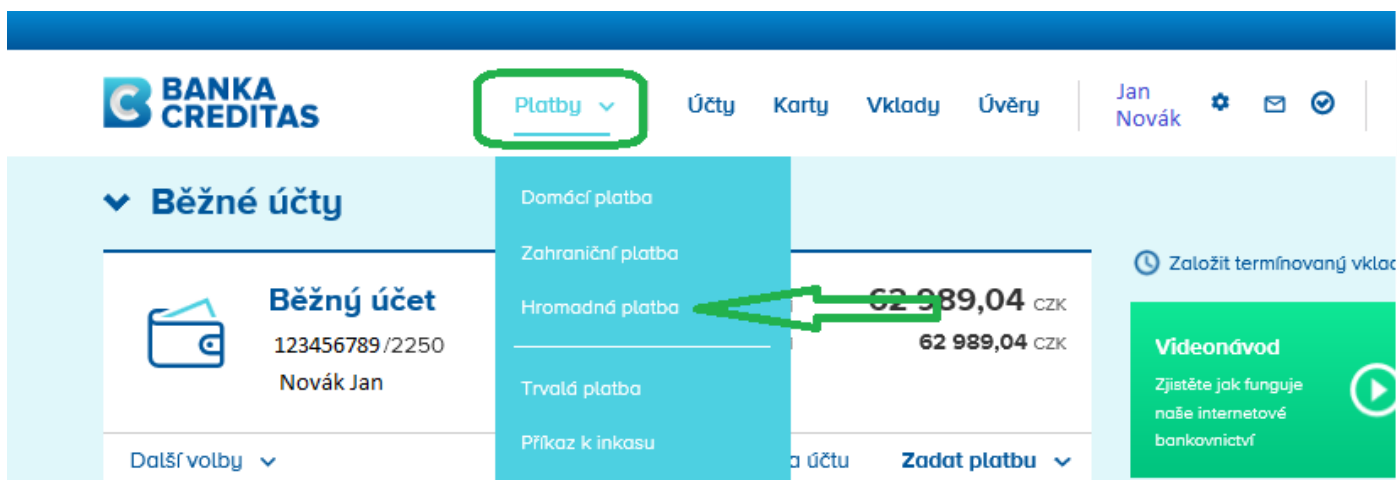 BANKA
CREDITAS
Platby
Účty
Karty
Vklady
Úvěry
Jan
Novák
Běžné účty
Domácí platba
Zahraniční platba
Hromadná platba
Trvalá platba
Příkaz k inkasu
Běžný účet
123456789/2250
Novák Jan
62 989,04 CZK
62 989,04 CZK
Další volby
účtu
Zadat platbu
Založit termínovaný vklad
Videonávod
Zjistěte jak funguje
naše internetové
bankovnictví